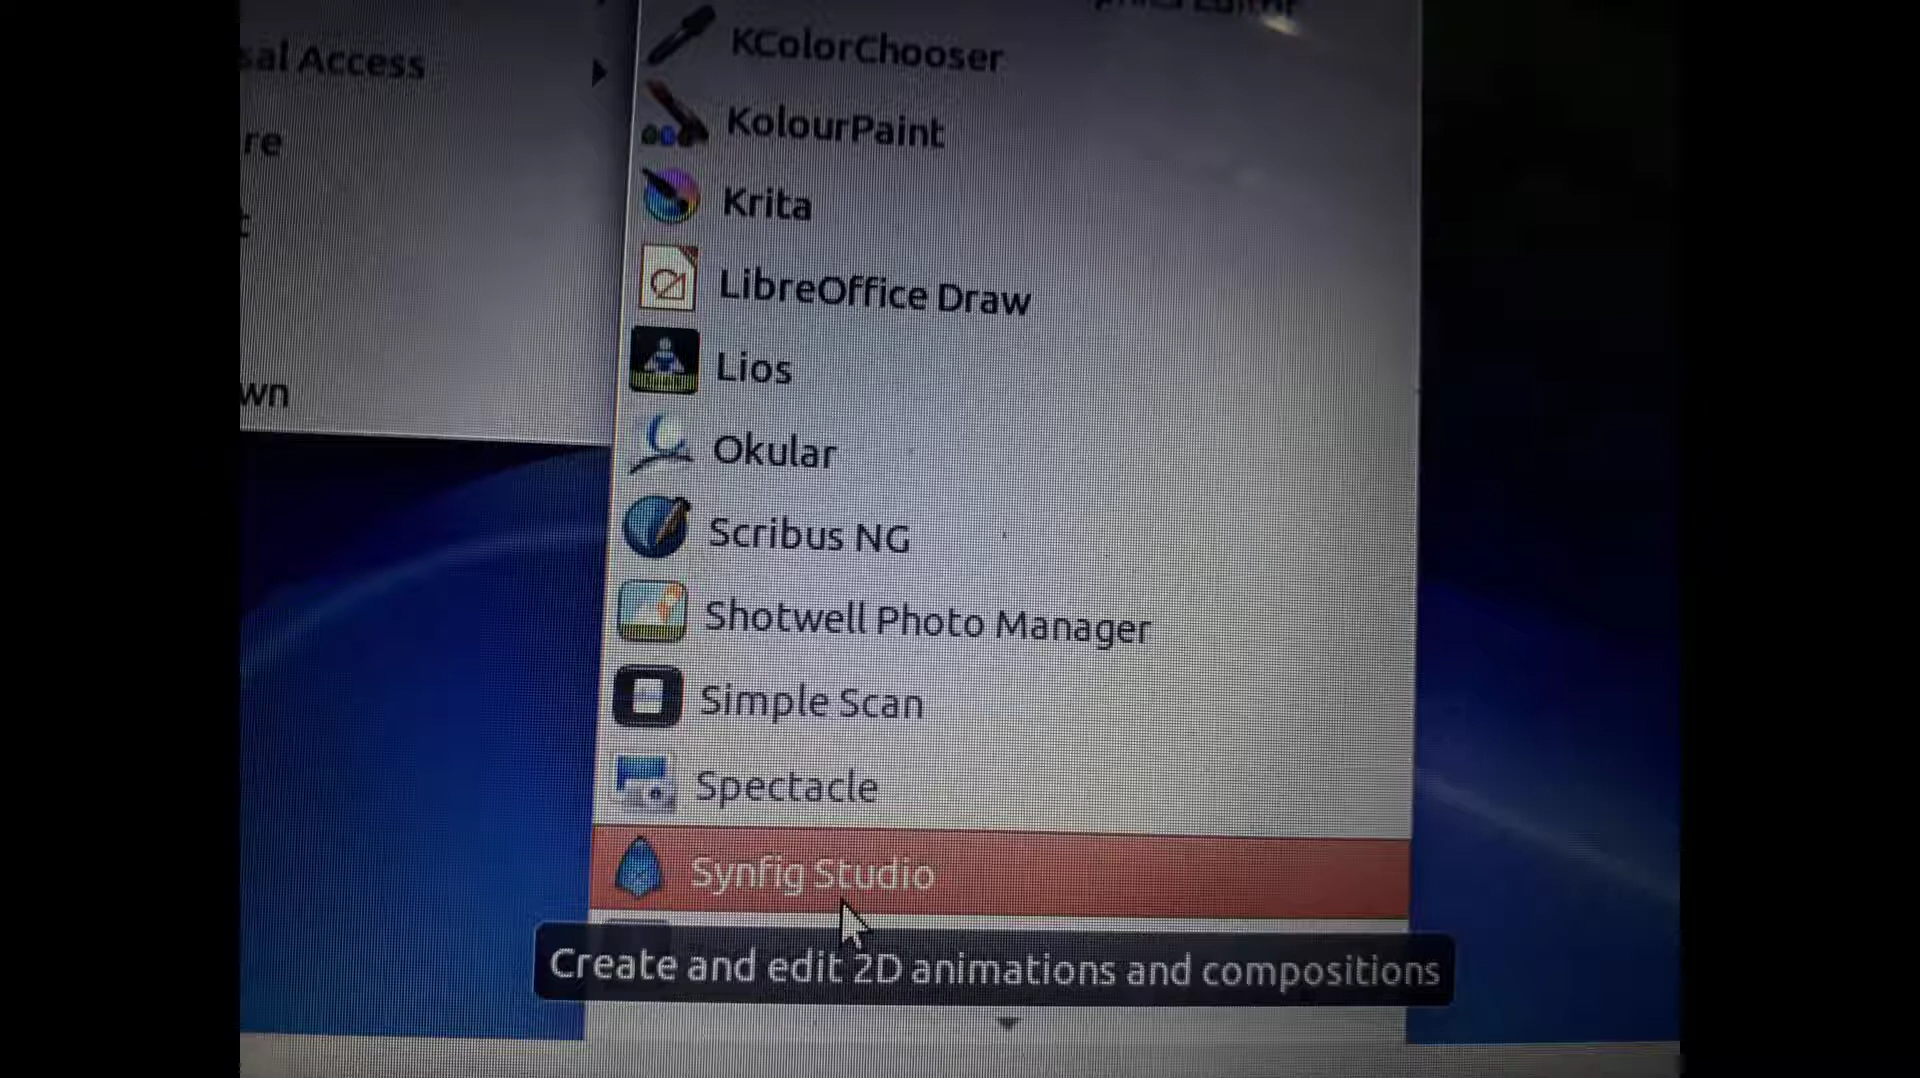 sal Access
re
wn
KColorChooser
KolourPaint
Krita
LibreOffice Draw
Lios
Okular
Scribus NG
Shotwell Photo Manager
Simple Scan
Spectacle
Synfig Studio
Create and edit 2D animations and compositions